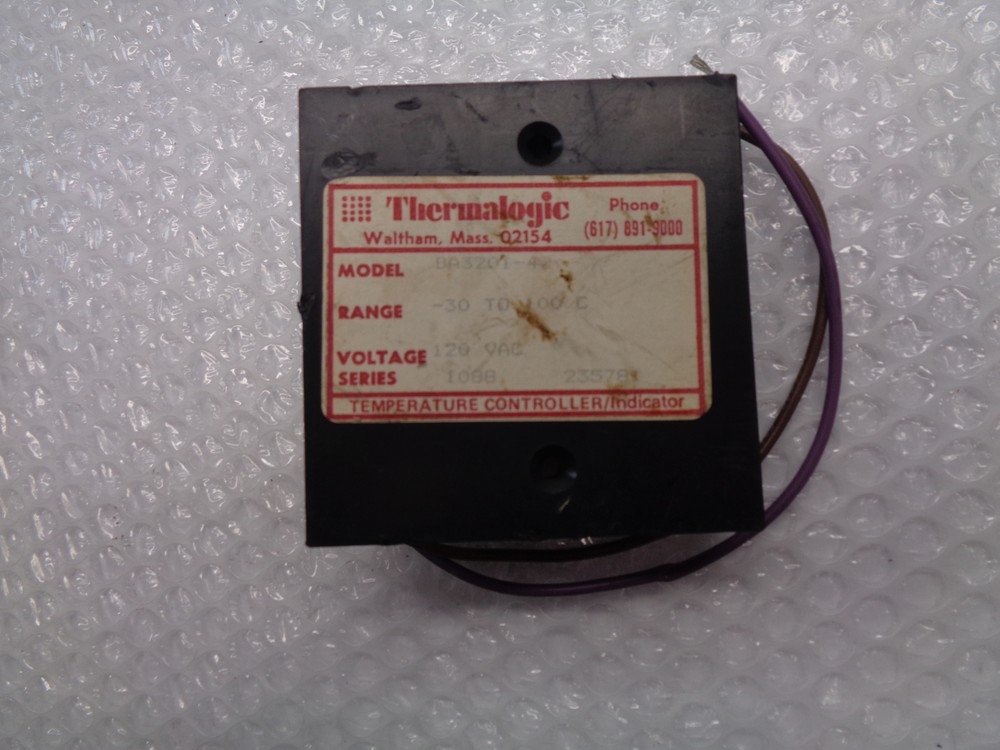 Thermalogic
Waltham, Mass. 02154
Phone
(617) 891-9000
MODEL
RANGE -30 TO 100 C
VOLTAGE 120 VAC
SERIES 1088
TEMPERATURE CONTROLLER/Indicator